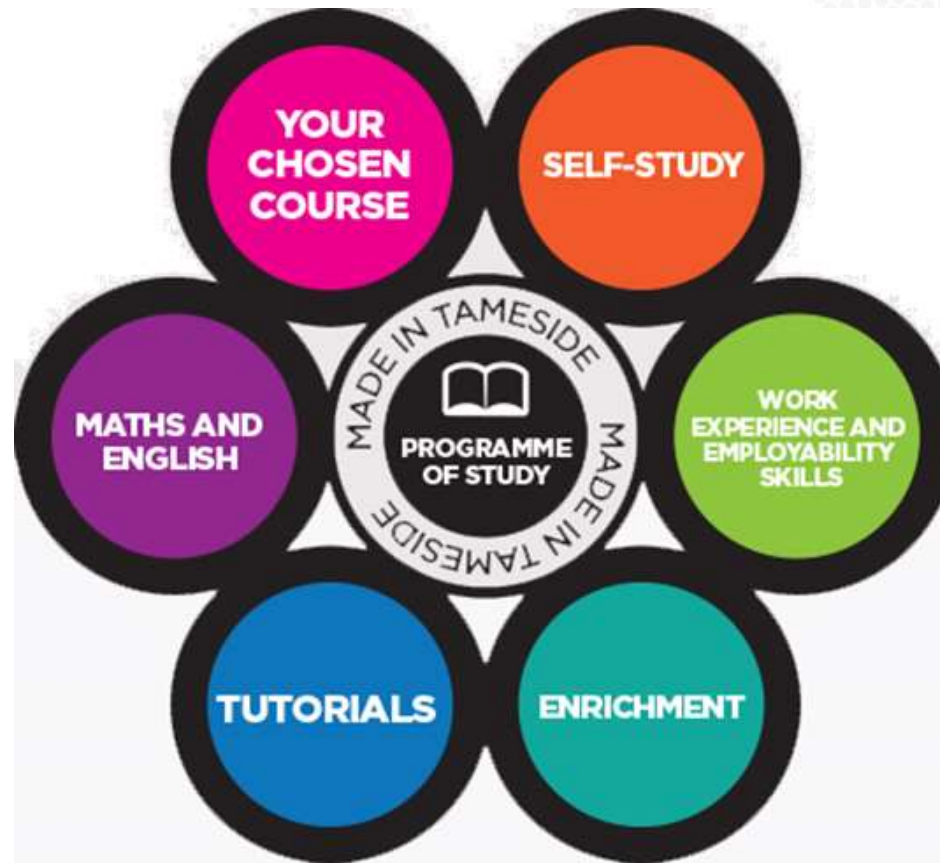 YOUR
CHOSEN
COURSE
SELF-STUDY
MADE IN TAMESIDE
MADE IN TAMESIDE
PROGRAMME
OF STUDY
MATHS AND
ENGLISH
WORK
EXPERIENCE AND
EMPLOYABILITY
SKILLS
TUTORIALS
ENRICHMENT